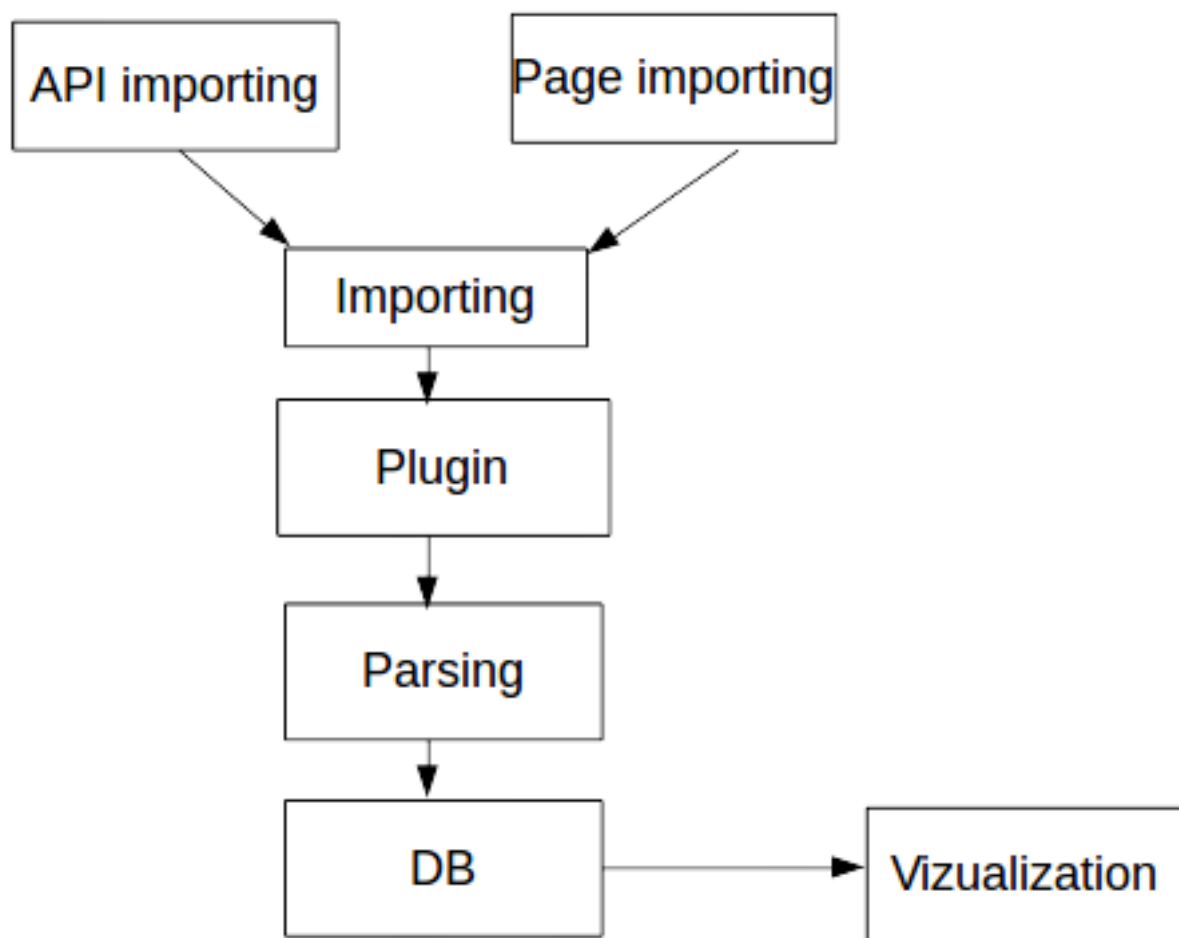 API importing
Page importing
Importing
Plugin
Parsing
DB
Vizualization